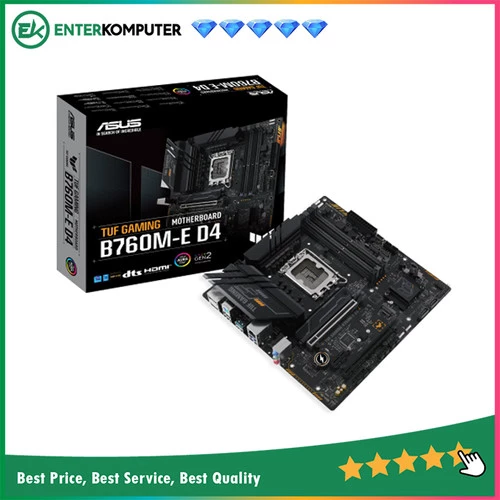 EK ENTERKOMPUTER
ASUS
IN SEARCH OF INCREDIBLE
TUF GAMING
MOTHERBOARD
B760M-E D4
dts HDMI
B760M-E D4
Best Price, Best Service, Best Quality